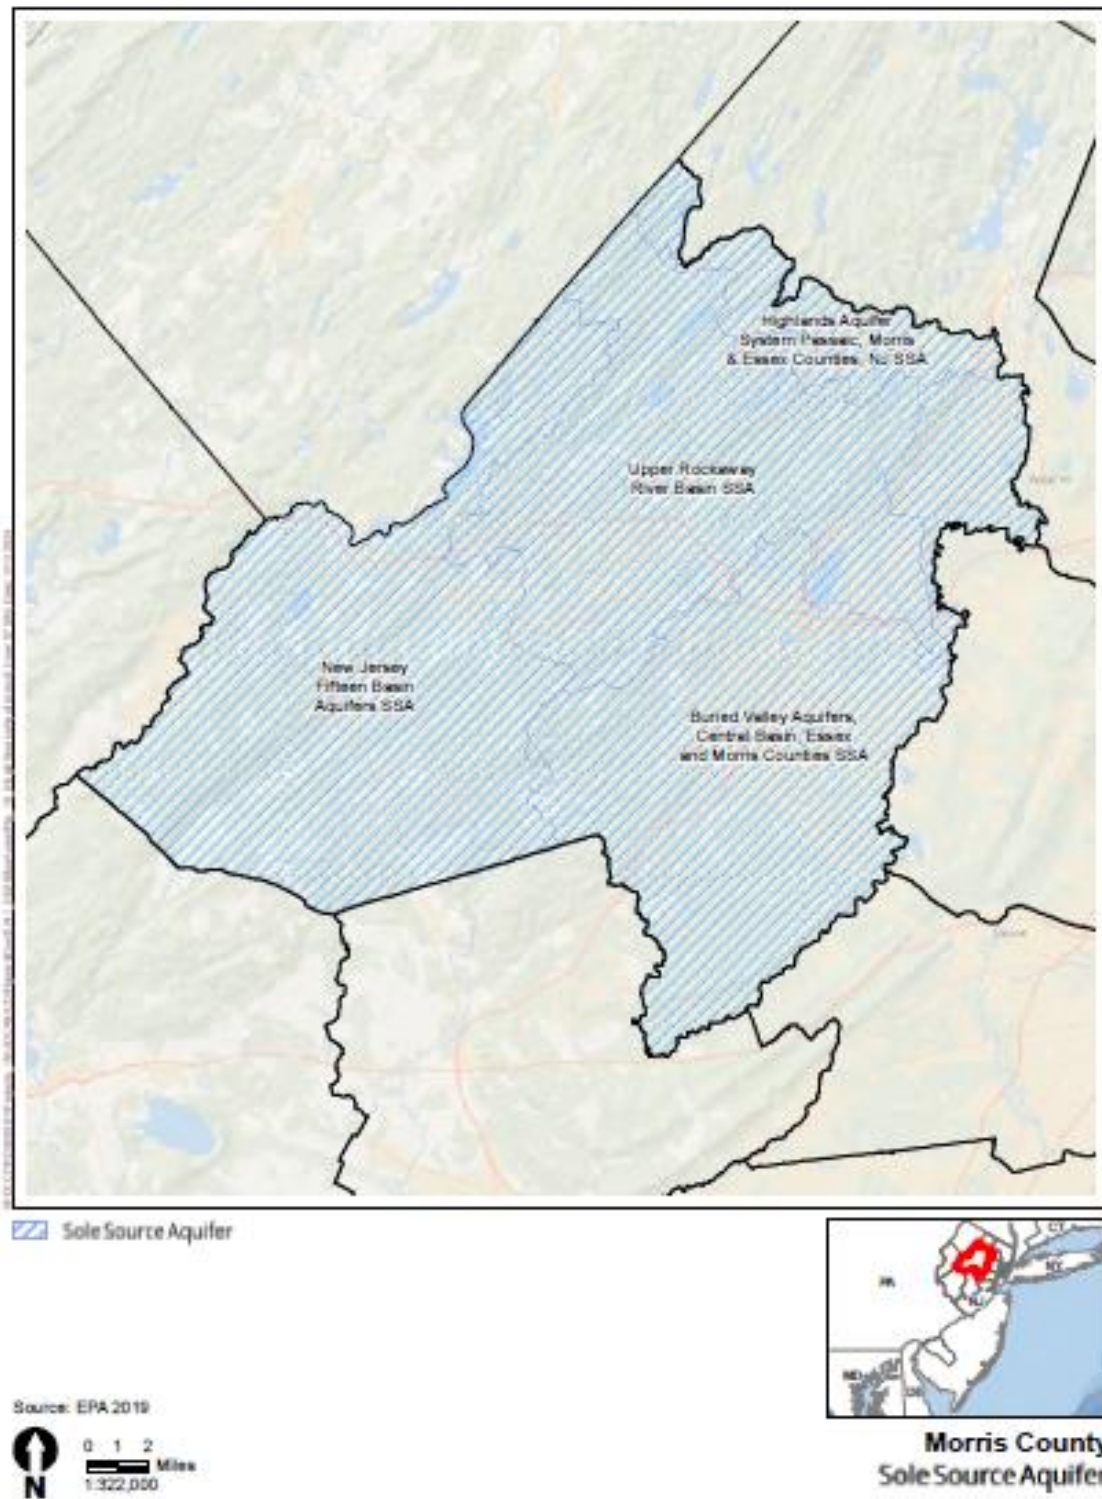 Highlands Aquifer
System Passaic, Morris
& Essex Counties, NJ SSA
Upper Rockaway
River Basin SSA
New Jersey
Fifteen Basin
Aquifers SSA
Buried Valley Aquifers,
Central Basin, Essex
and Morris Counties SSA
Sole Source Aquifer
CT
NY
PA
NJ
MD
DE
Source: EPA 2019
0 1 2
Miles
1:322,000
N
Morris County
Sole Source Aquifer